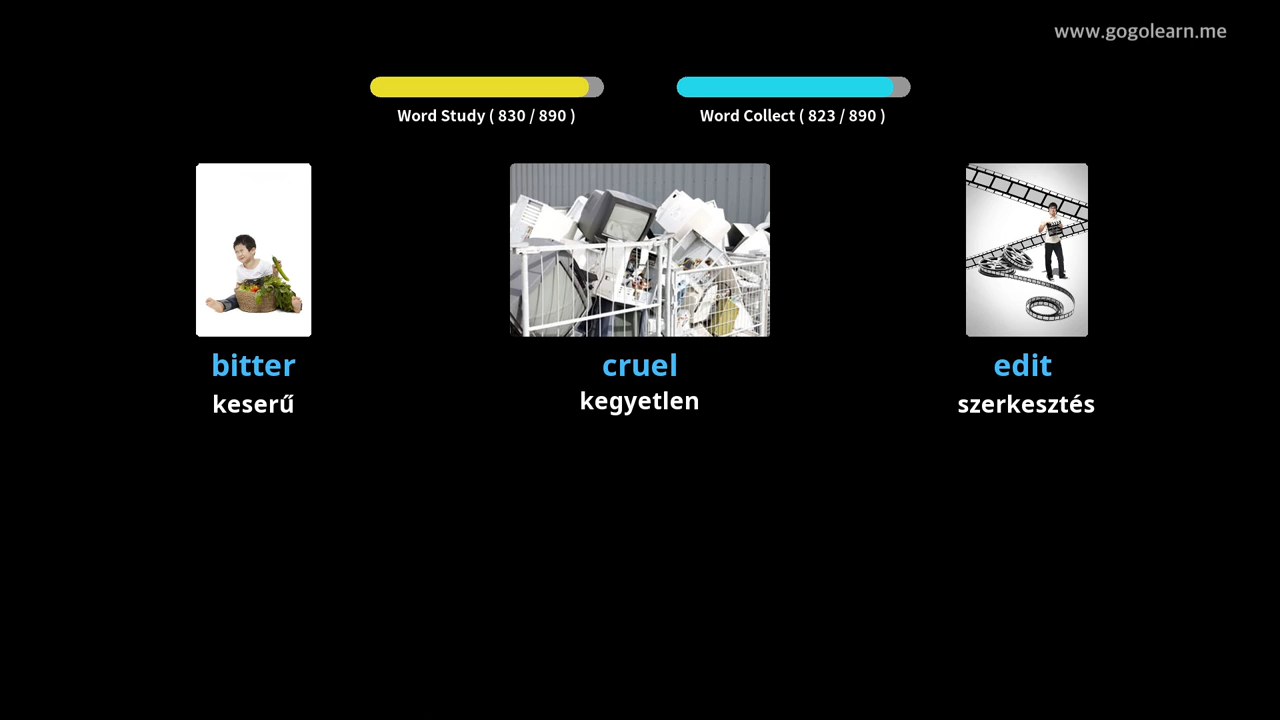 www.gogolearn.me
Word Study ( 830 / 890 )
Word Collect ( 823 / 890 )
bitter
keserű
cruel
kegyetlen
edit
szerkesztés